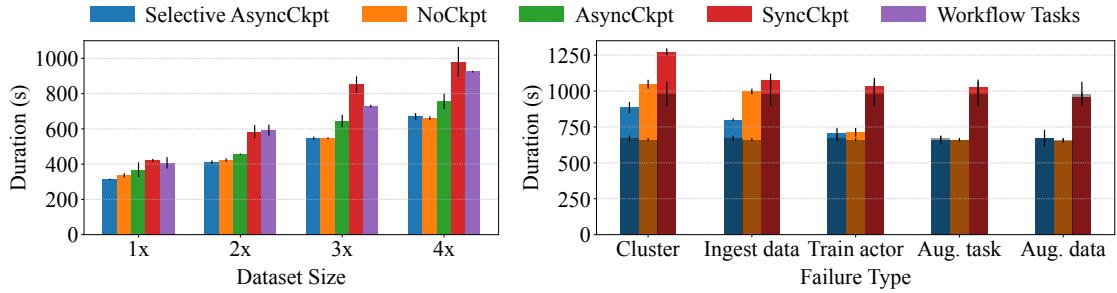 Selective AsyncCkpt NoCkpt AsyncCkpt SyncCkpt Workflow Tasks
Duration (s)
1000
800
600
400
200
0
1x 2x 3x 4x
Dataset Size
Duration (s)
1250
1000
750
500
250
0
Cluster Ingest data Train actor Aug. task Aug. data
Failure Type